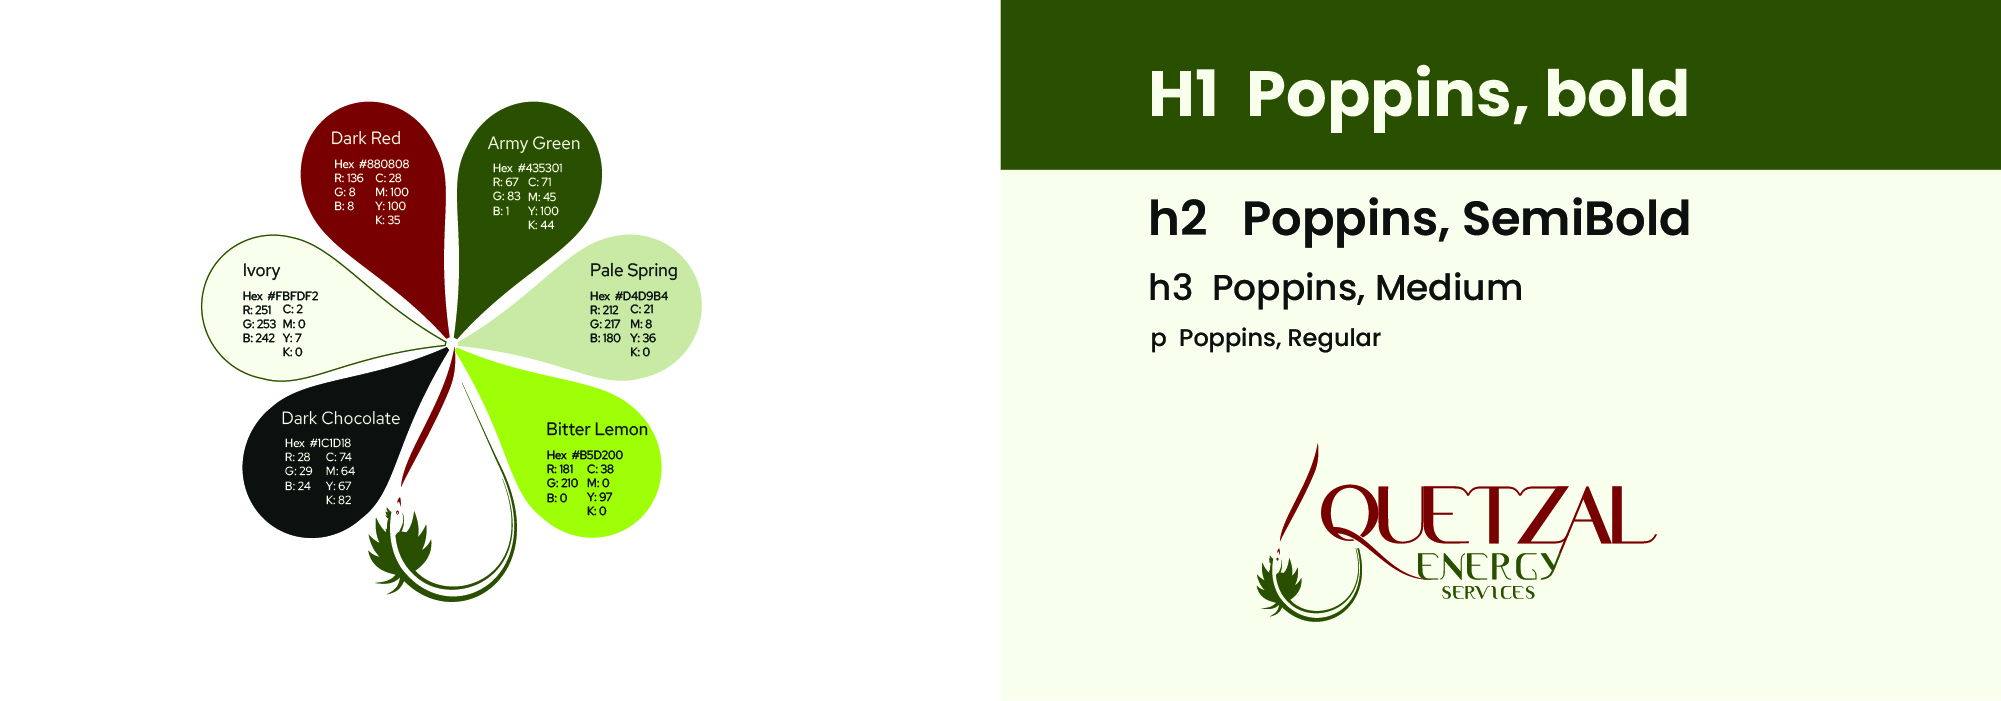 Dark Red
Hex #880808
R: 136 C: 28
G: 8 M: 100
B: 8 Y: 100
K: 35
Army Green
Hex #435301
R: 67 C: 71
G: 83 M: 45
B: 1 Y: 100
K: 44
Ivory
Hex #FBFDF2
R: 251 C: 2
G: 253 M: 0
B: 242 Y: 7
K: 0
Pale Spring
Hex #D4D9B4
R: 212 C: 21
G: 217 M: 8
B: 180 Y: 36
K: 0
Dark Chocolate
Hex #1C1D18
R: 28 C: 74
G: 29 M: 64
B: 24 Y: 67
K: 82
Bitter Lemon
Hex #B5D200
R: 181 C: 38
G: 210 M: 0
B: 0 Y: 97
K: 0
H1 Poppins, bold
h2 Poppins, SemiBold
h3 Poppins, Medium
p Poppins, Regular
QUETZAL
ENERGY
SERVICES